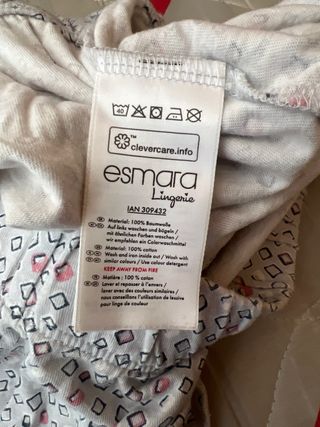 40
™
clevercare.info
esmara
Lingerie
IAN 309432
Material: 100% Baumwolle
Auf links waschen und bügeln /
mit ähnlichen Farben waschen /
wir empfehlen ein Colorwaschmittel
Material: 100% cotton
Wash and iron inside out / Wash with
similar colours / Use colour detergent
KEEP AWAY FROM FIRE
Matière : 100 % coton
Laver et repasser à l'envers /
laver avec des couleurs similaires /
nous conseillons l'utilisation de lessive
pour linge de couleur